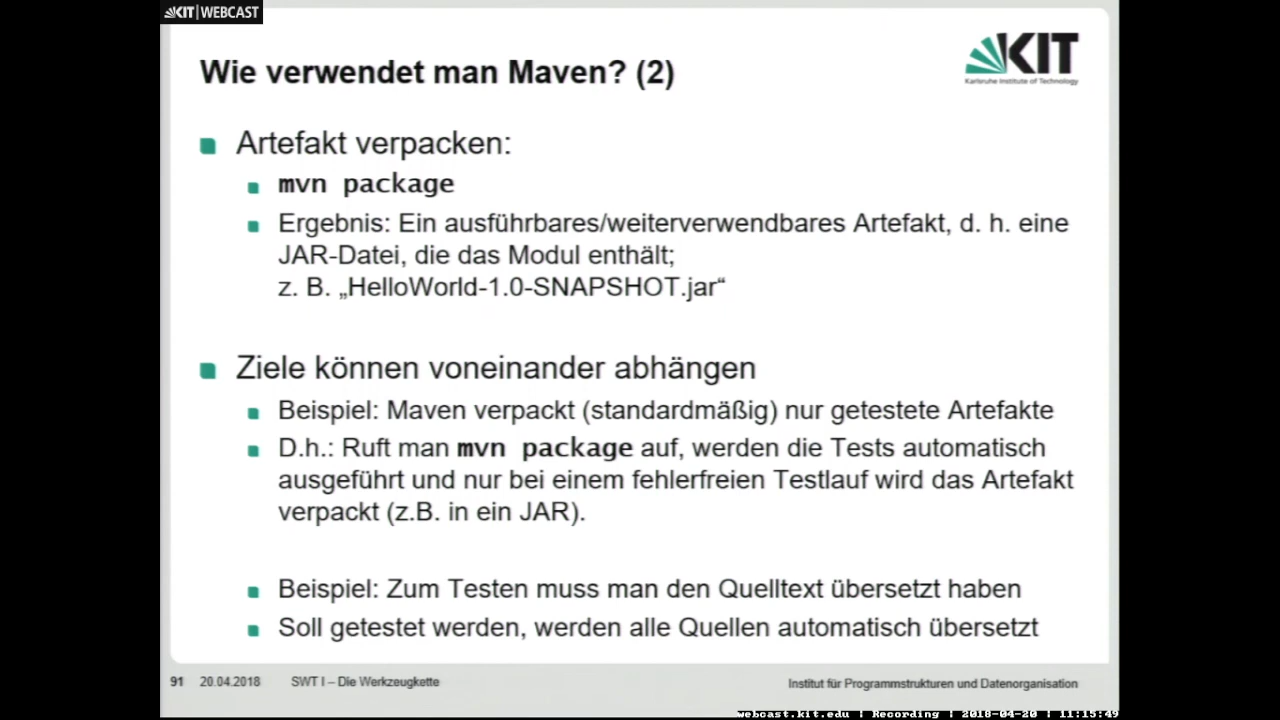 KIT | WEBCAST
KIT
Karlsruhe Institute of Technology
Wie verwendet man Maven? (2)
Artefakt verpacken:
mvn package
Ergebnis: Ein ausführbares/weiterverwendbares Artefakt, d. h. eine
JAR-Datei, die das Modul enthält;
z. B. „HelloWorld-1.0-SNAPSHOT.jar“
Ziele können voneinander abhängen
Beispiel: Maven verpackt (standardmäßig) nur getestete Artefakte
D.h.: Ruft man mvn package auf, werden die Tests automatisch
ausgeführt und nur bei einem fehlerfreien Testlauf wird das Artefakt
verpackt (z.B. in ein JAR).
Beispiel: Zum Testen muss man den Quelltext übersetzt haben
Soll getestet werden, werden alle Quellen automatisch übersetzt
91 20.04.2018 SWT I – Die Werkzeugkette
Institut für Programmstrukturen und Datenorganisation
webcast.kit.edu | Recording | 2018-04-20 | 11:15:49